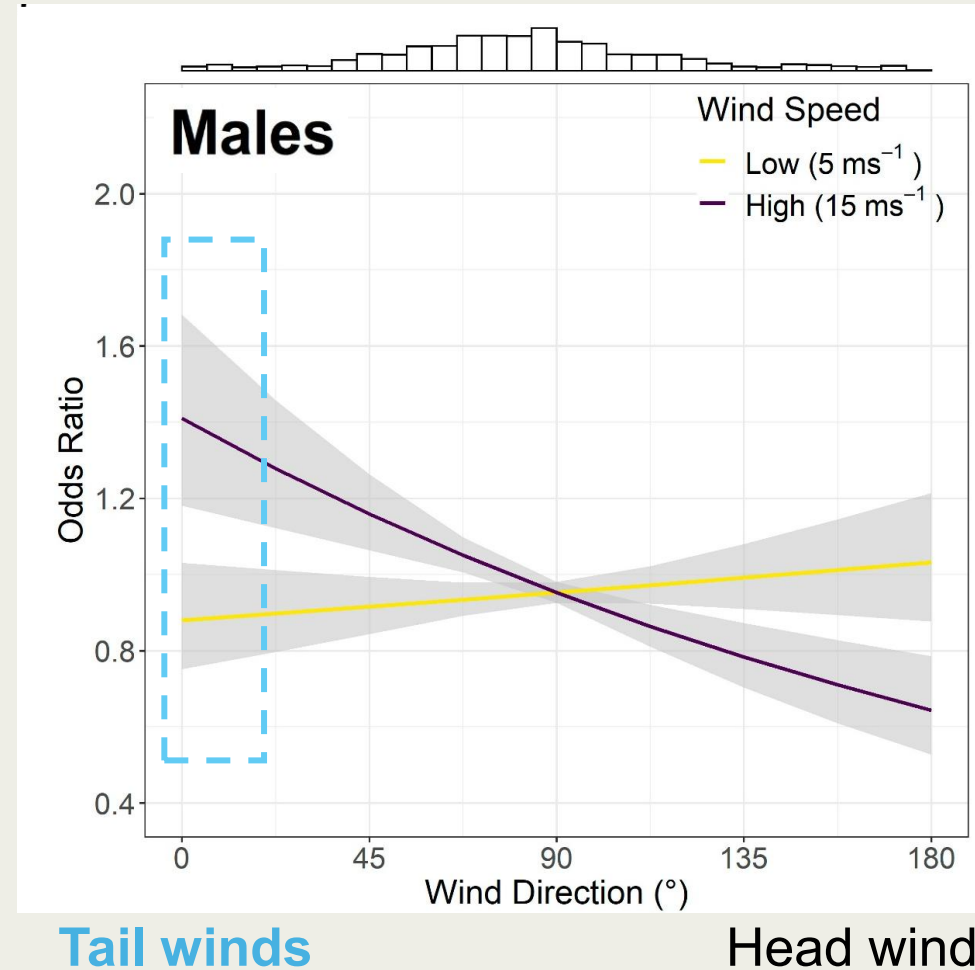 Males
Wind Speed
Low (5 ms⁻¹ )
High (15 ms⁻¹ )
2.0
1.6
1.2
0.8
0.4
Odds Ratio
0 45 90 135 180
Wind Direction (°)
Tail winds Head wind